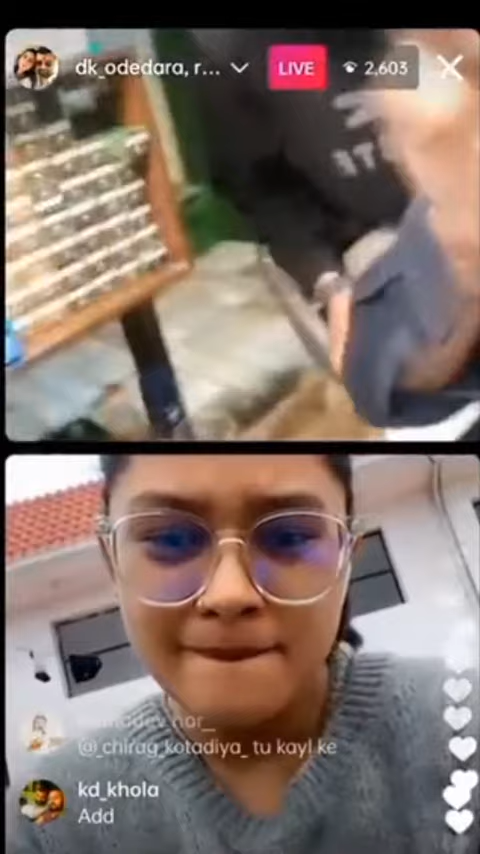 dk_odedara, r...
LIVE
2,603
@_chirag_kotadiya_ tu kayl ke
kd_khola
Add